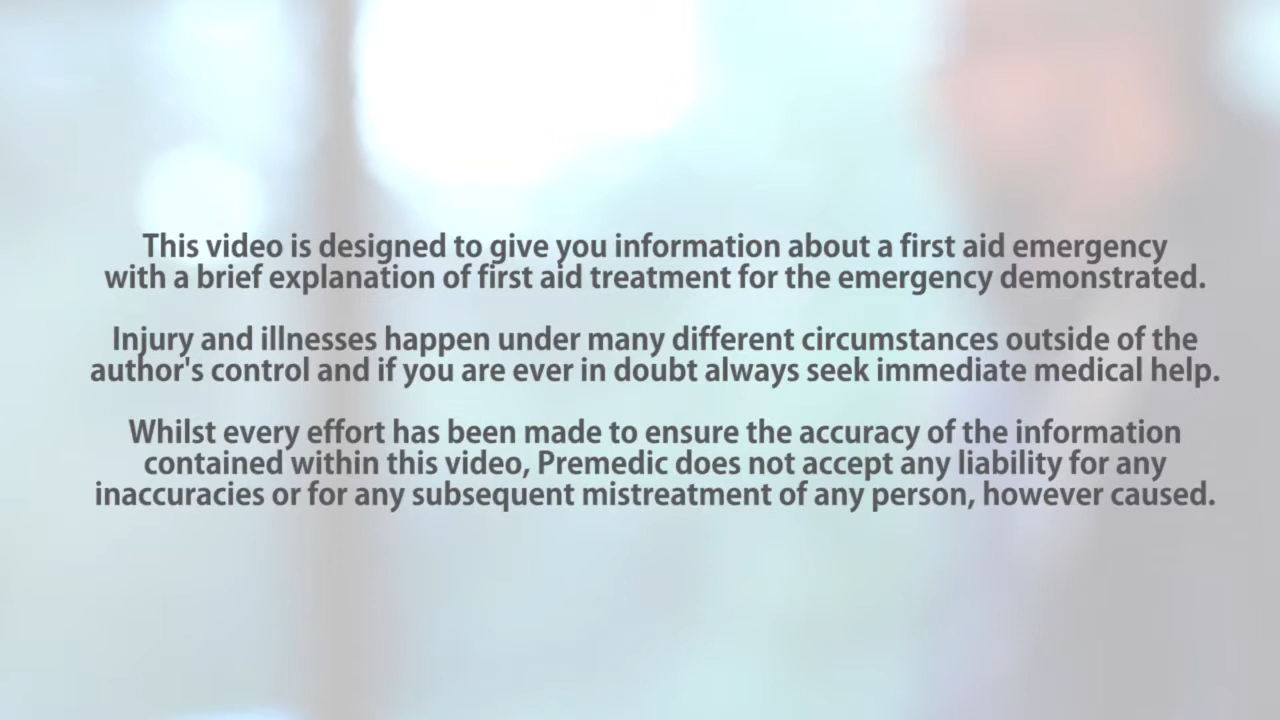 This video is designed to give you information about a first aid emergency
with a brief explanation of first aid treatment for the emergency demonstrated.
Injury and illnesses happen under many different circumstances outside of the
author's control and if you are ever in doubt always seek immediate medical help.
Whilst every effort has been made to ensure the accuracy of the information
contained within this video, Premedic does not accept any liability for any
inaccuracies or for any subsequent mistreatment of any person, however caused.